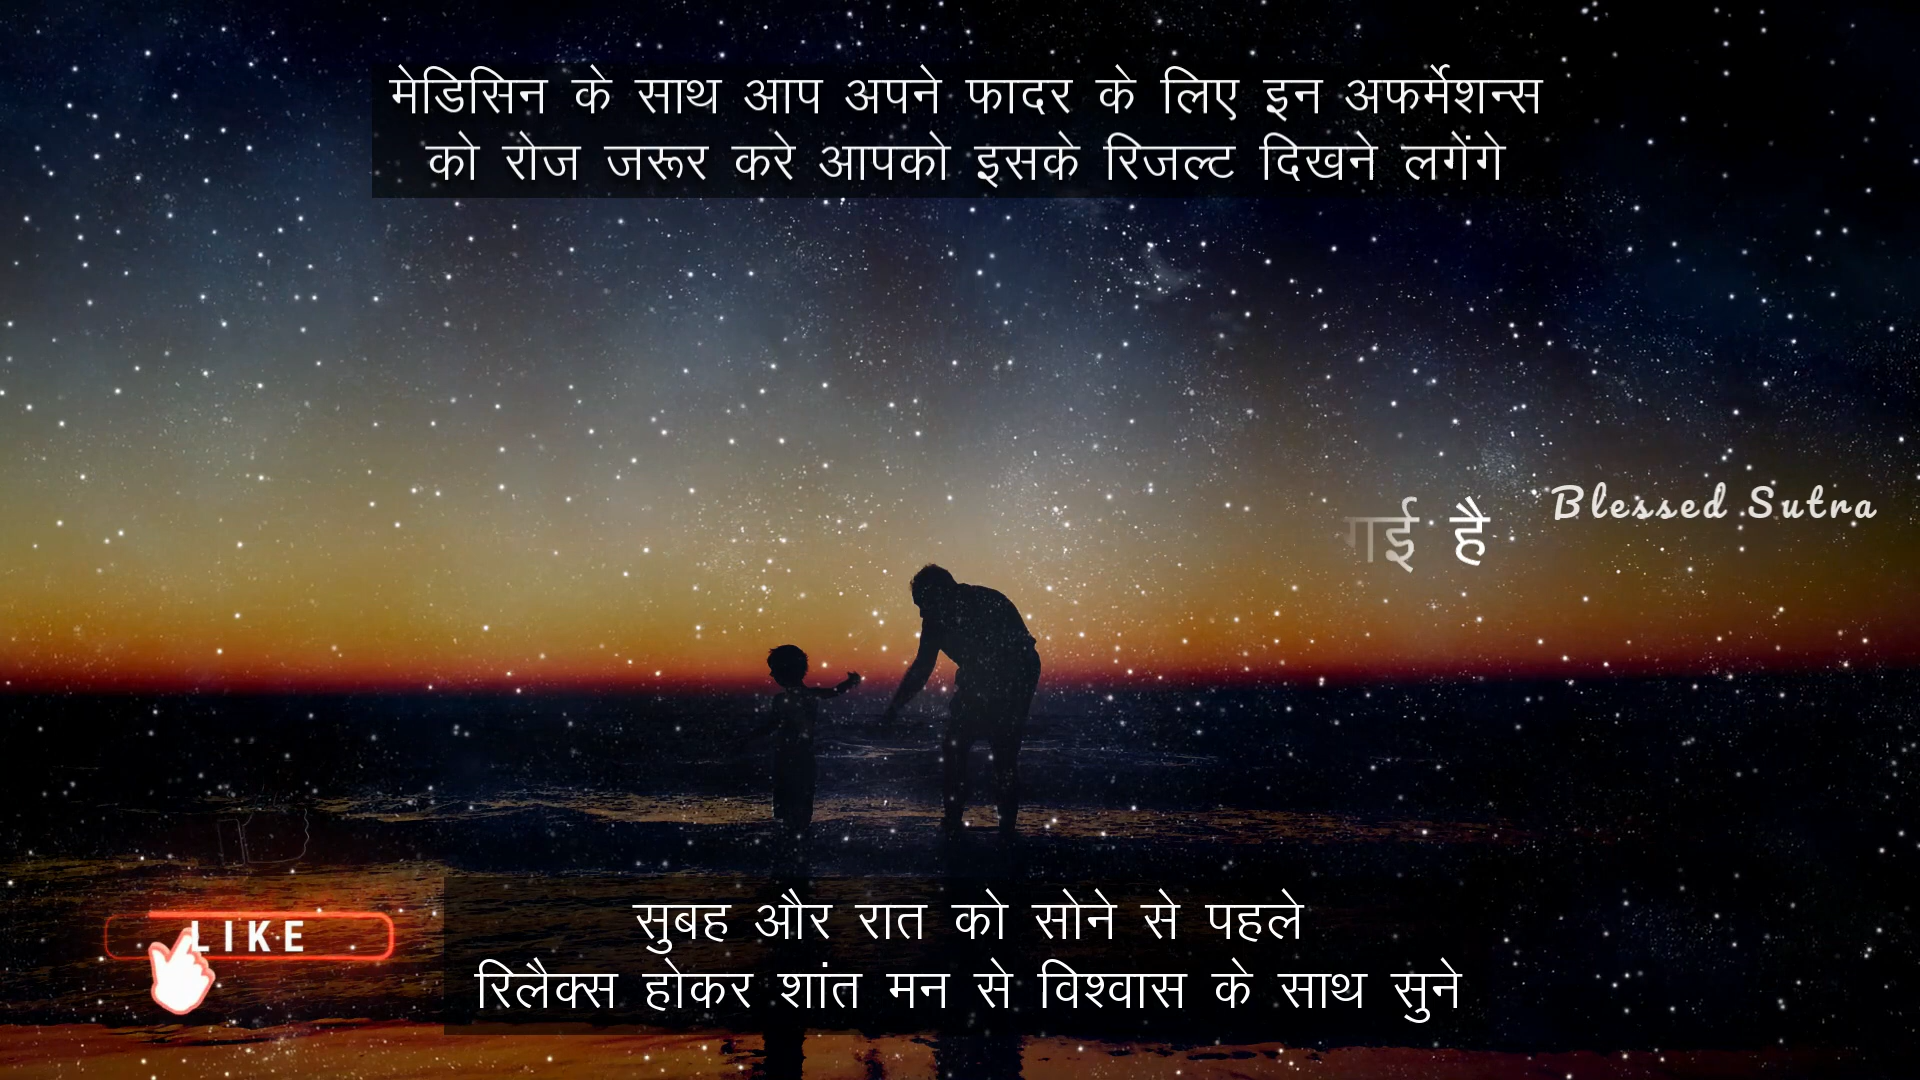 मेडिसिन के साथ आप अपने फादर के लिए इन अफर्मेशन्स
को रोज जरूर करे आपको इसके रिजल्ट दिखने लगेंगे
Blessed Sutra
गई है
LIKE
सुबह और रात को सोने से पहले
रिलैक्स होकर शांत मन से विश्वास के साथ सुने